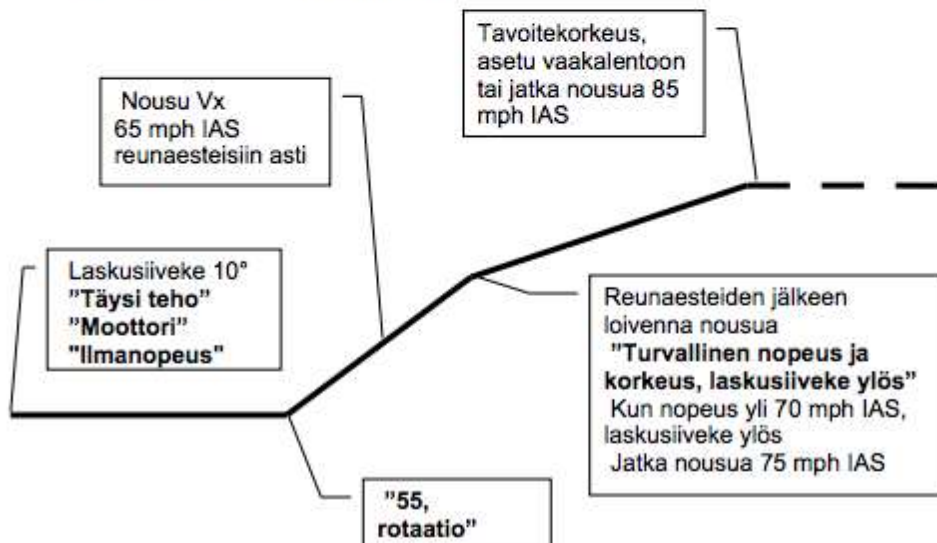 Tavoitekorkeus,
asetu vaakalentoon
tai jatka nousua 85
mph IAS
Nousu Vx
65 mph IAS
reunaesteisiin asti
Laskusiiveke 10°
”Täysi teho”
”Moottori”
"Ilmanopeus"
Reunaesteiden jälkeen
loivenna nousua
”Turvallinen nopeus ja
korkeus, laskusiiveke ylös”
Kun nopeus yli 70 mph IAS,
laskusiiveke ylös
Jatka nousua 75 mph IAS
”55,
rotaatio”